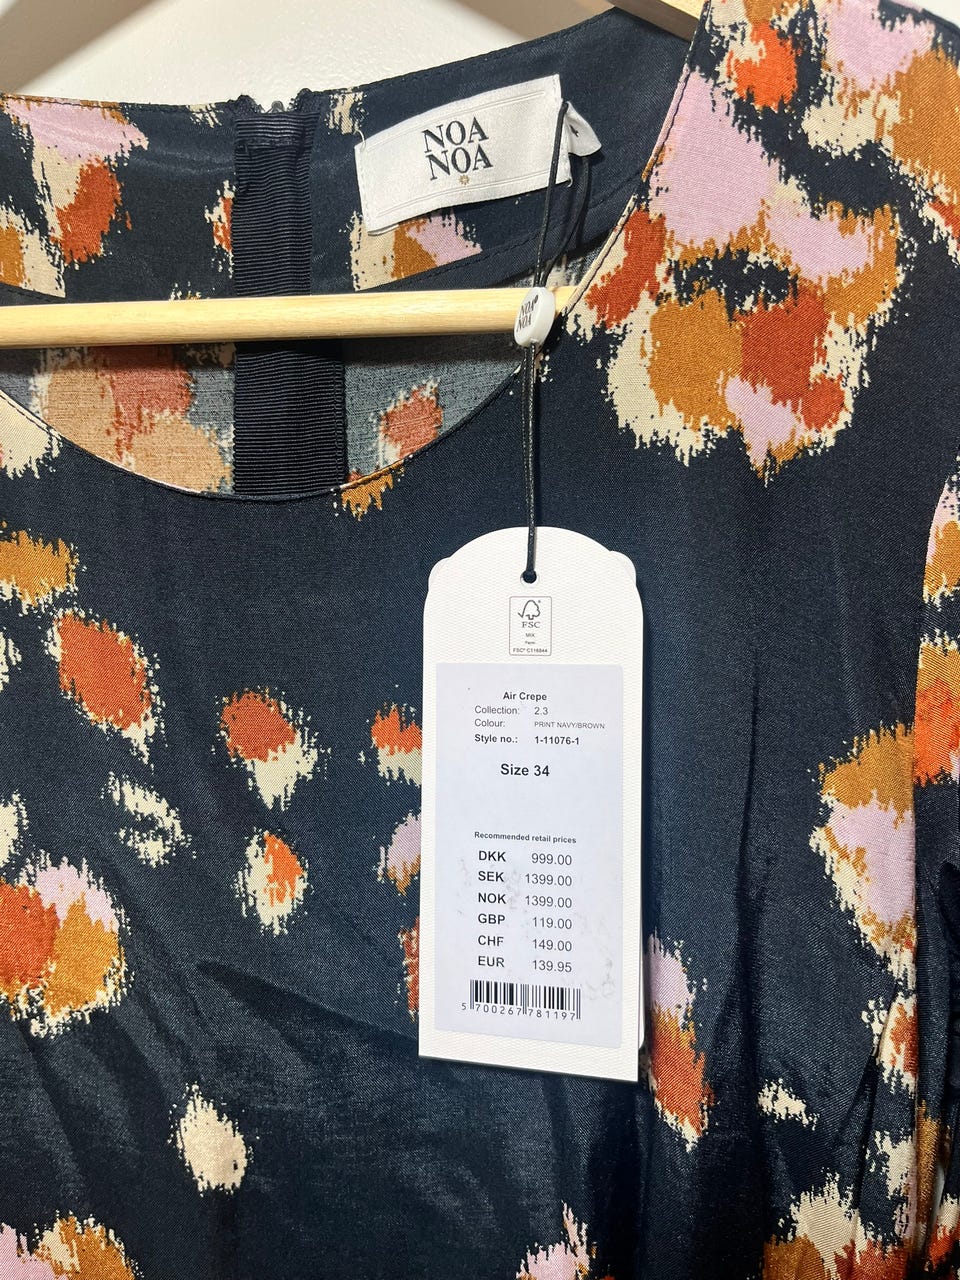 NOA
NOA
NOA
NOA
FSC
MIX
FSC® C116844
Air Crepe
Collection: 2.3
Colour: PRINT NAVY/BROWN
Style no.: 1-11076-1
Size 34
Recommended retail prices
DKK 999.00
SEK 1399.00
NOK 1399.00
GBP 119.00
CHF 149.00
EUR 139.95
5 700267 781197